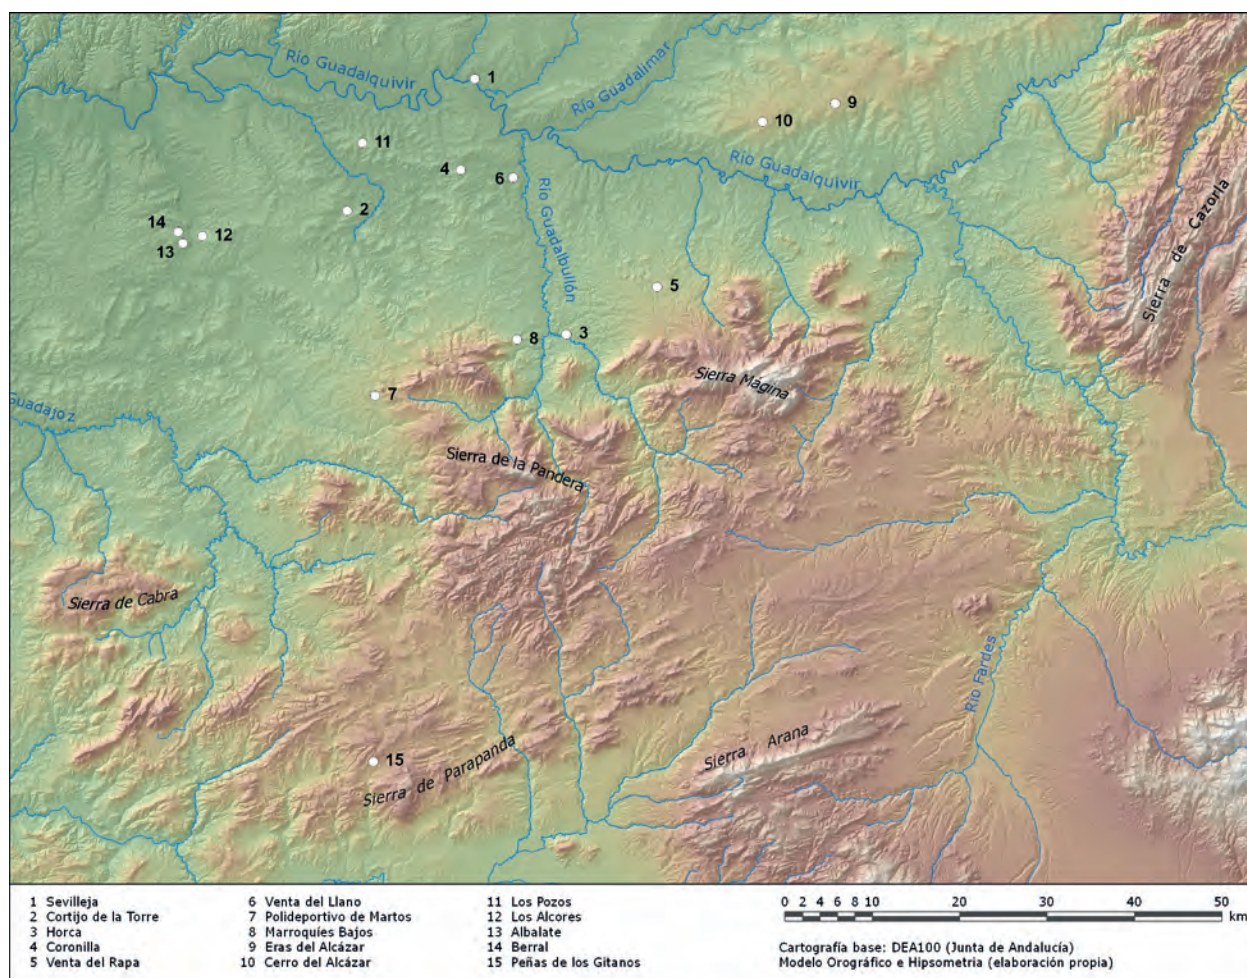 Río Guadalquivir
1
Río Guadalimar
9
10
11
4
6
Río Guadalquivir
2
14
12
13
Río Guadalbullón
Sierra de Cazorla
5
8
3
Sierra Mágina
7
Guadajoz
Sierra de la Pandera
Sierra de Cabra
Río Fardes
Sierra Arana
15
Sierra de Parapanda
1 Sevilleja
2 Cortijo de la Torre
3 Horca
4 Coronilla
5 Venta del Rapa
6 Venta del Llano
7 Polideportivo de Martos
8 Marroquíes Bajos
9 Eras del Alcázar
10 Cerro del Alcázar
11 Los Pozos
12 Los Alcores
13 Albalate
14 Berral
15 Peñas de los Gitanos
0 2 4 6 8 10 20 30 40 50
km
Cartografía base: DEA100 (Junta de Andalucía)
Modelo Orográfico e Hipsometria (elaboración propia)